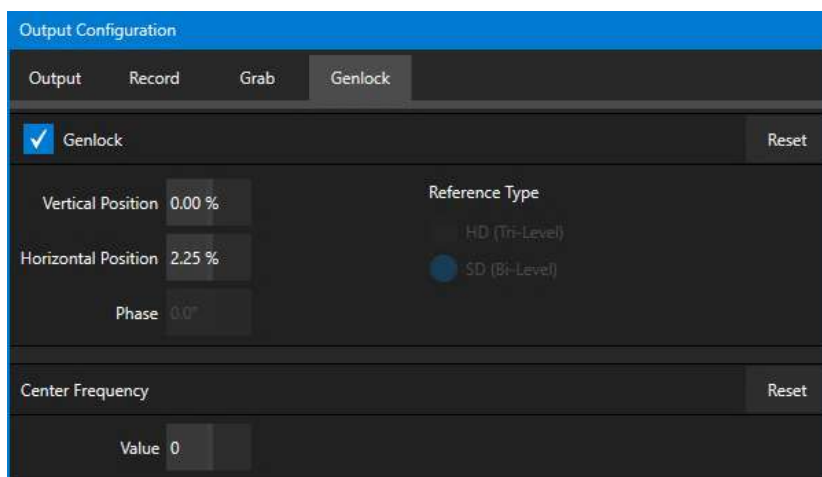 Output Configuration
Output Record Grab Genlock
Genlock Reset
Vertical Position 0.00 %
Reference Type
HD (Tri-Level)
Horizontal Position 2.25 %
SD (Bi-Level)
Phase 0.0°
Center Frequency Reset
Value 0